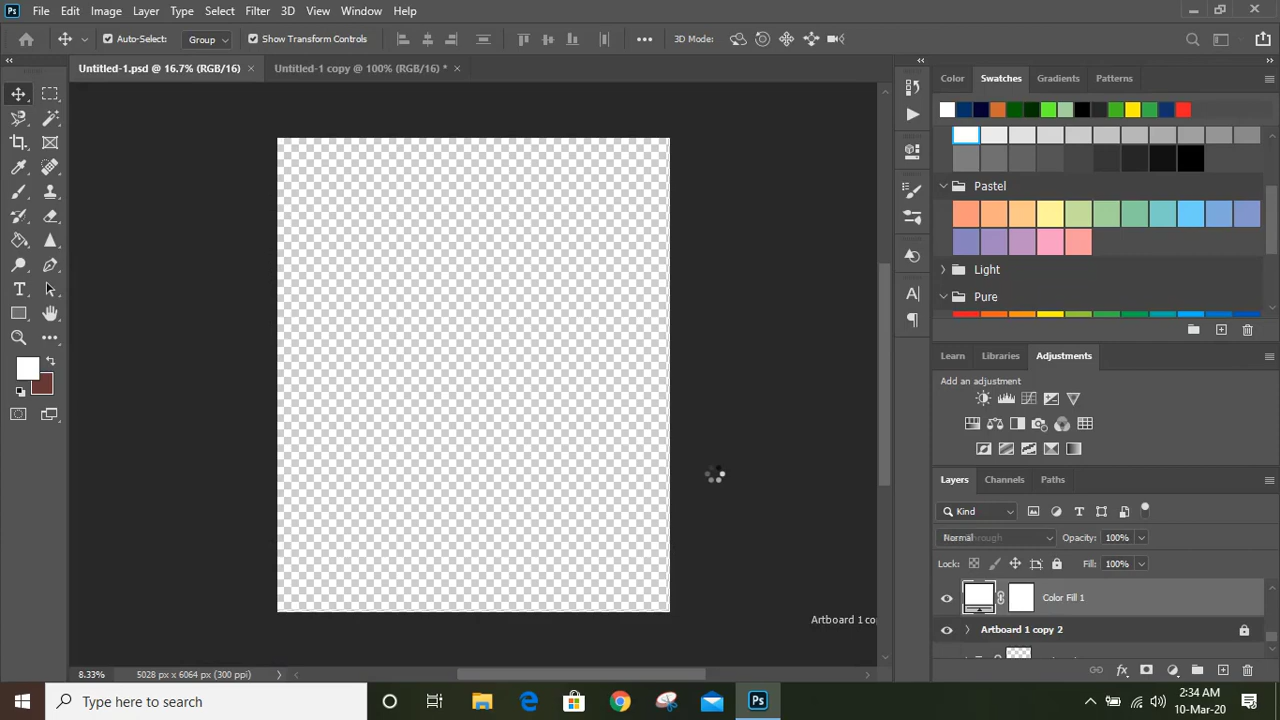 Ps File Edit Image Layer Type Select Filter 3D View Window Help
Auto-Select: Group Show Transform Controls 3D Mode:
Untitled-1.psd @ 16.7% (RGB/16) × Untitled-1 copy @ 100% (RGB/16) * ×
Color Swatches Gradients Patterns
Pastel
Light
Pure
Learn Libraries Adjustments
Add an adjustment
Layers Channels Paths
Kind
Normal Opacity: 100%
Lock: Fill: 100%
Color Fill 1
Artboard 1 co
Artboard 1 copy 2
8.33% 5028 px x 6064 px (300 ppi)
Type here to search
Ps
2:34 AM
10-Mar-20